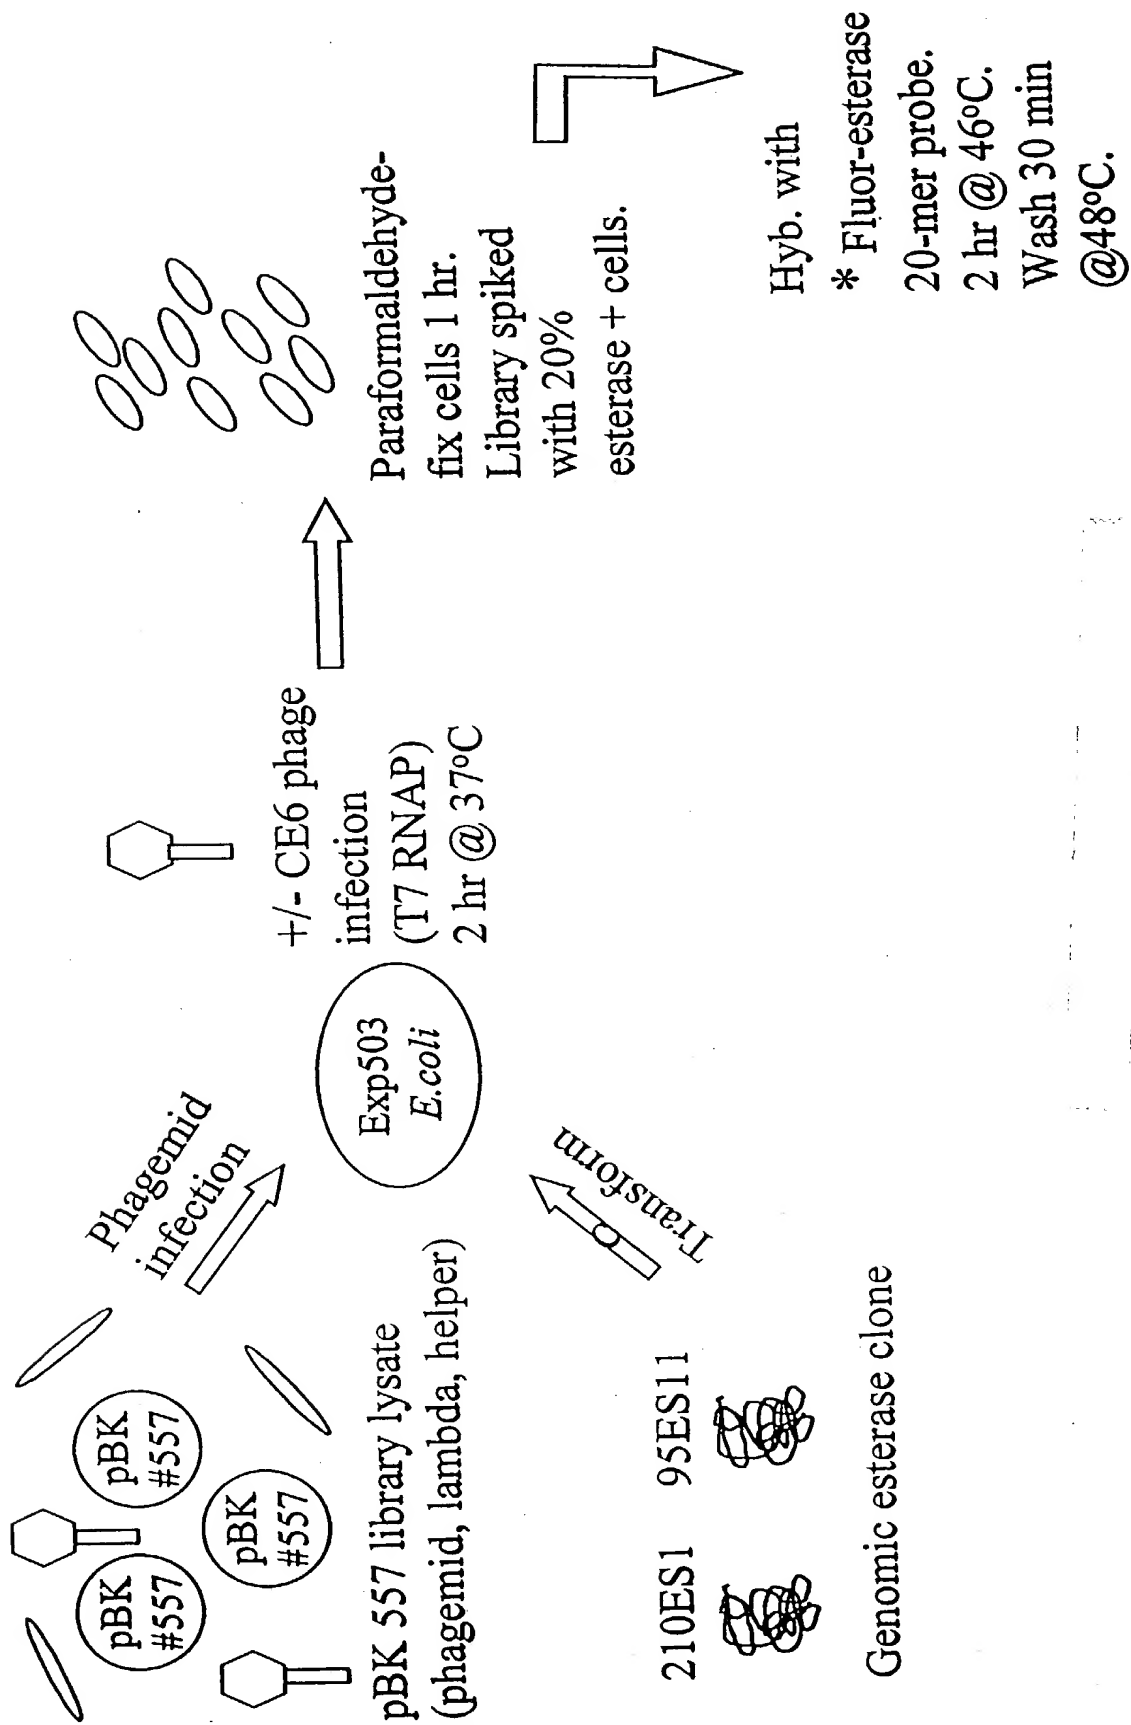 pBK
#557
pBK
#557
pBK
#557
pBK 557 library lysate
(phagemid, lambda, helper)
Phagemid
infection
210ES1 95ES11
Genomic esterase clone
Transform
Exp503
E.coli
+/- CE6 phage
infection
(T7 RNAP)
2 hr @ 37°C
Paraformaldehyde-
fix cells 1 hr.
Library spiked
with 20%
esterase + cells.
Hyb. with
* Fluor-esterase
20-mer probe.
2 hr @ 46°C.
Wash 30 min
@48°C.